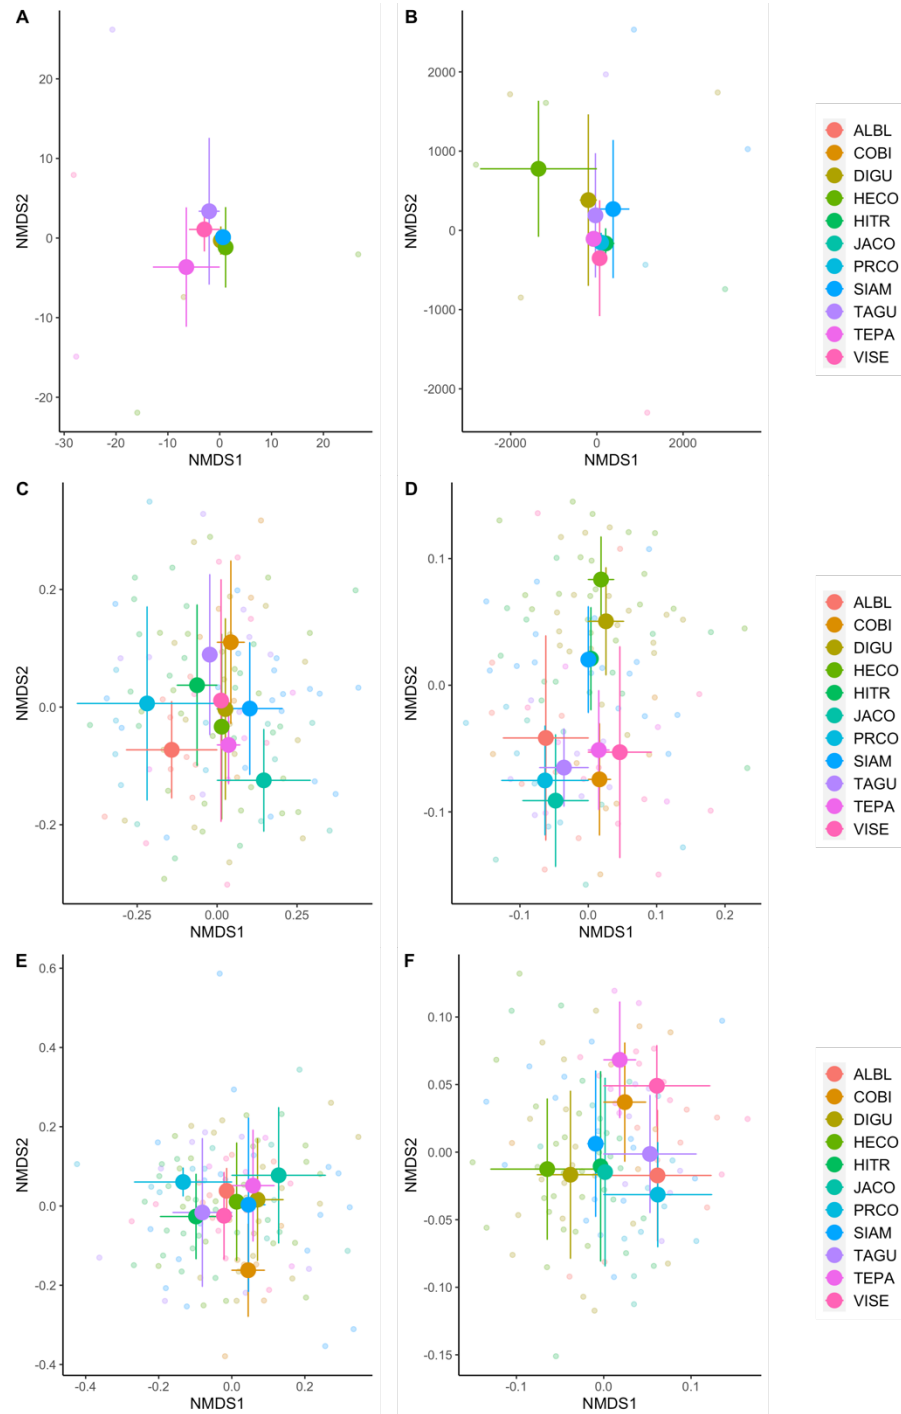 A
NMDS2
20
10
0
-10
-20
-30
-20
-10
0
10
20
NMDS1
B
NMDS2
2000
1000
0
-1000
-2000
-2000
0
2000
NMDS1
ALBL
COBI
DIGU
HECO
HITR
JACO
PRCO
SIAM
TAGU
TEPA
VISE
C
NMDS2
0.2
0.0
-0.2
-0.25
0.00
0.25
NMDS1
D
NMDS2
0.1
0.0
-0.1
-0.1
0.0
0.1
0.2
NMDS1
ALBL
COBI
DIGU
HECO
HITR
JACO
PRCO
SIAM
TAGU
TEPA
VISE
E
NMDS2
0.6
0.4
0.2
0.0
-0.2
-0.4
-0.4
-0.2
0.0
0.2
NMDS1
F
NMDS2
0.10
0.05
0.00
-0.05
-0.10
-0.15
-0.1
0.0
0.1
NMDS1
ALBL
COBI
DIGU
HECO
HITR
JACO
PRCO
SIAM
TAGU
TEPA
VISE